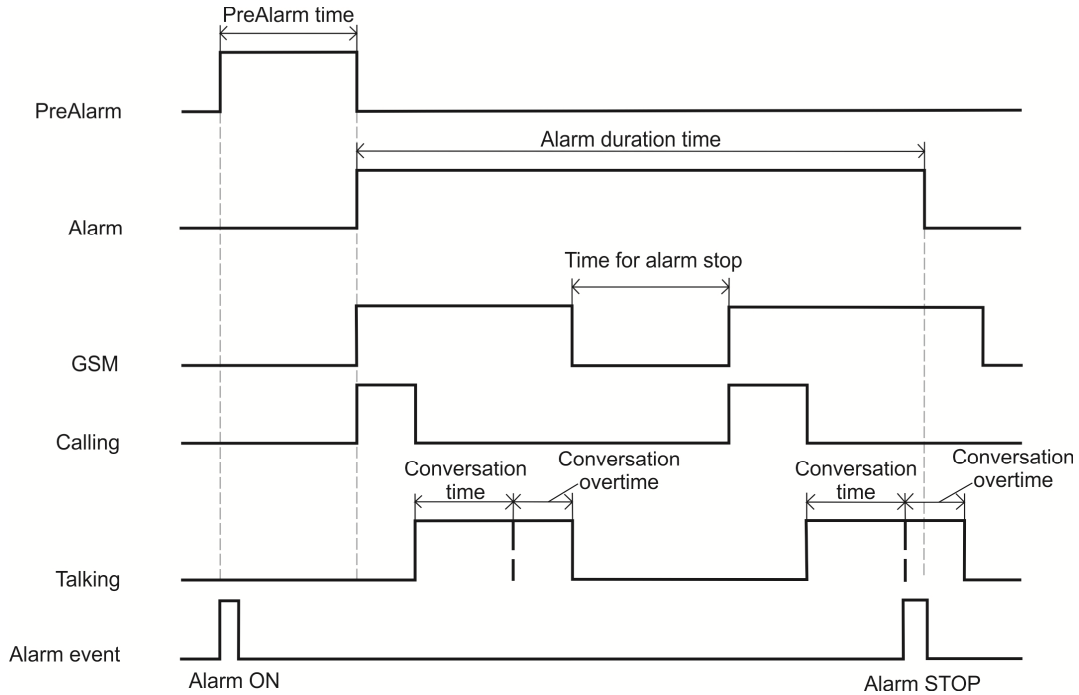 PreAlarm time
PreAlarm
Alarm duration time
Alarm
Time for alarm stop
GSM
Calling
Conversation
time
Conversation
overtime
Conversation
time
Conversation
overtime
Talking
Alarm event
Alarm ON
Alarm STOP